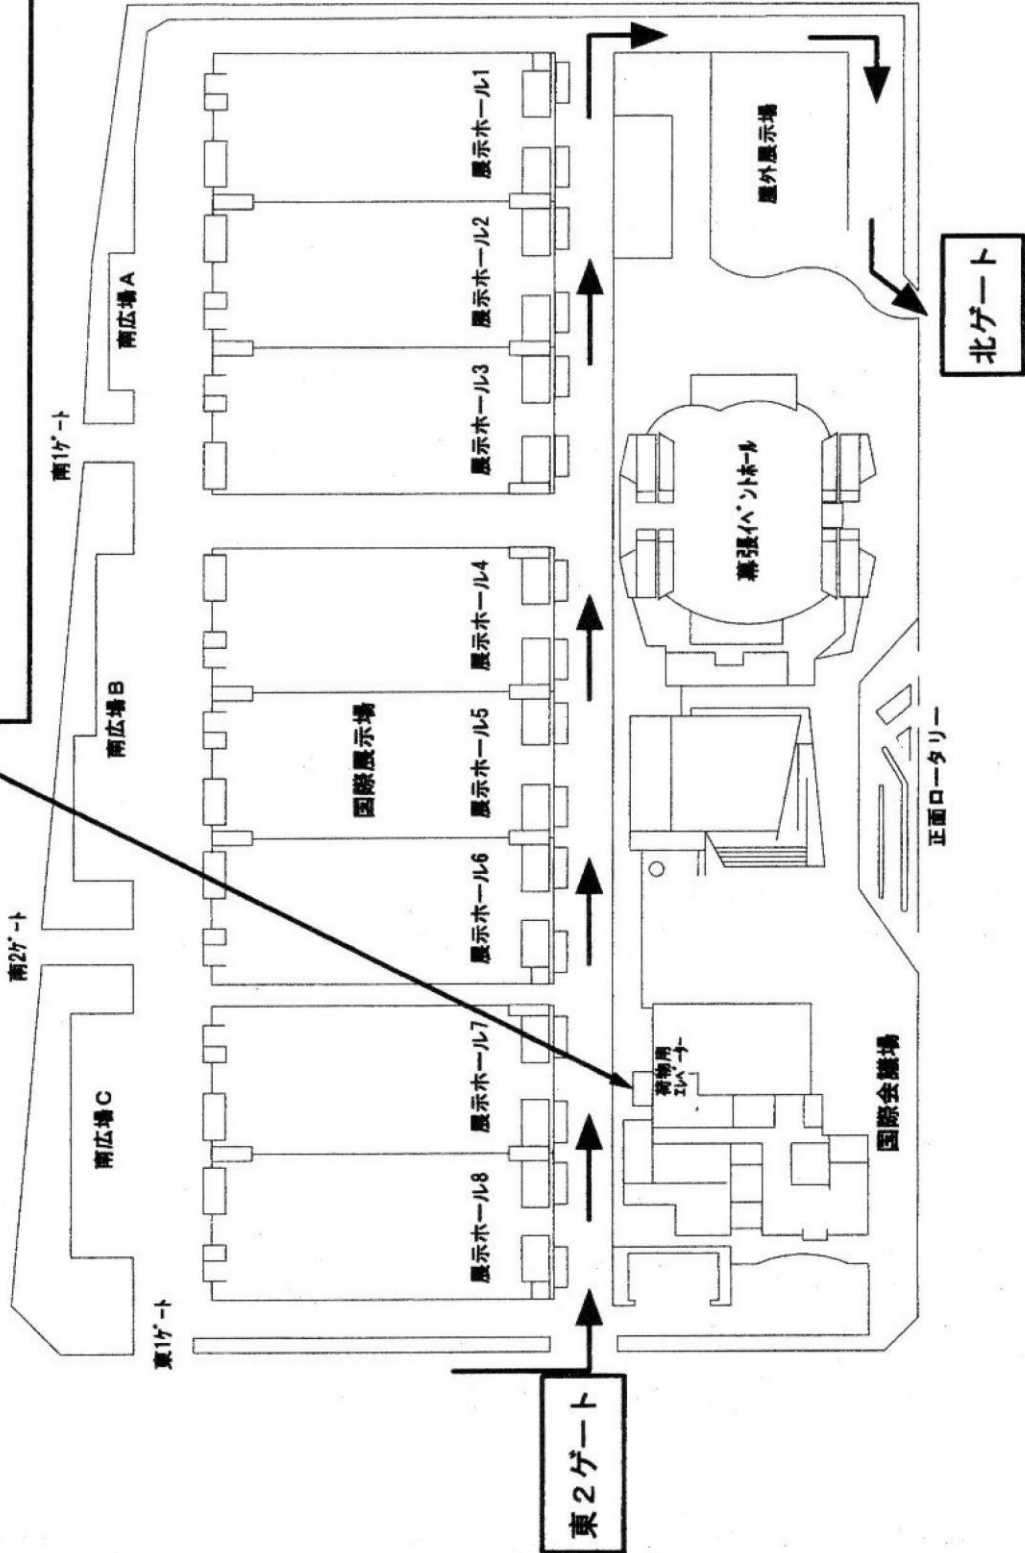 南1ゲート
南2ゲート
東1ゲート
南広場A
南広場B
南広場C
国際展示場
展示ホール1
展示ホール2
展示ホール3
展示ホール4
展示ホール5
展示ホール6
展示ホール7
展示ホール8
屋外展示場
幕張イベントホール
荷物用
エレベーター
国際会議場
正面ロータリー
東2ゲート
北ゲート